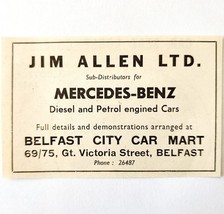 JIM ALLEN LTD.
Sub-Distributors for
MERCEDES-BENZ
Diesel and Petrol engined Cars
Full details and demonstrations arranged at
BELFAST CITY CAR MART
69/75, Gt. Victoria Street, BELFAST
Phone : 26487